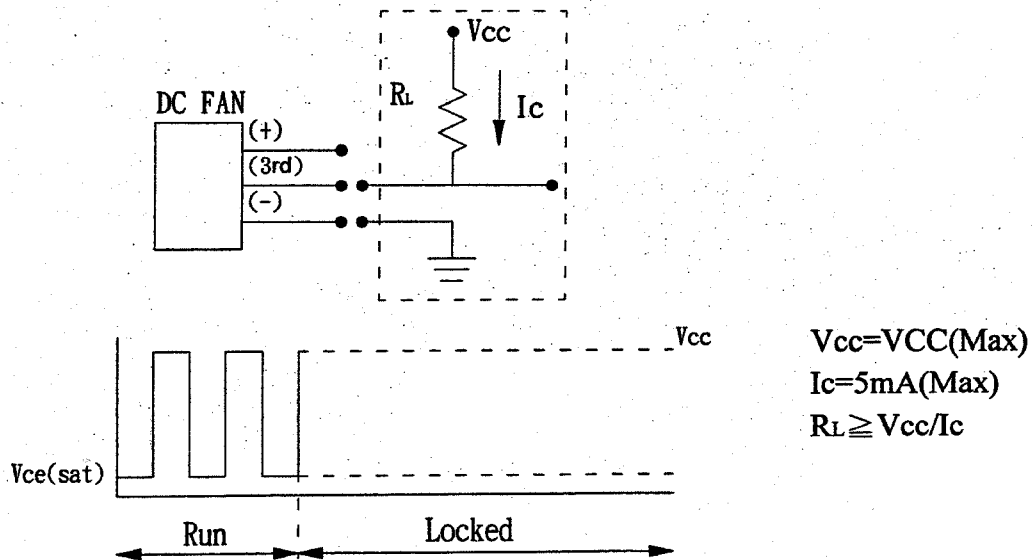 Vcc
RL
Ic
DC FAN
(+)
(3rd)
(-)
Vcc
Vce(sat)
Run
Locked
Vcc=VCC(Max)
Ic=5mA(Max)
RL≧Vcc/Ic